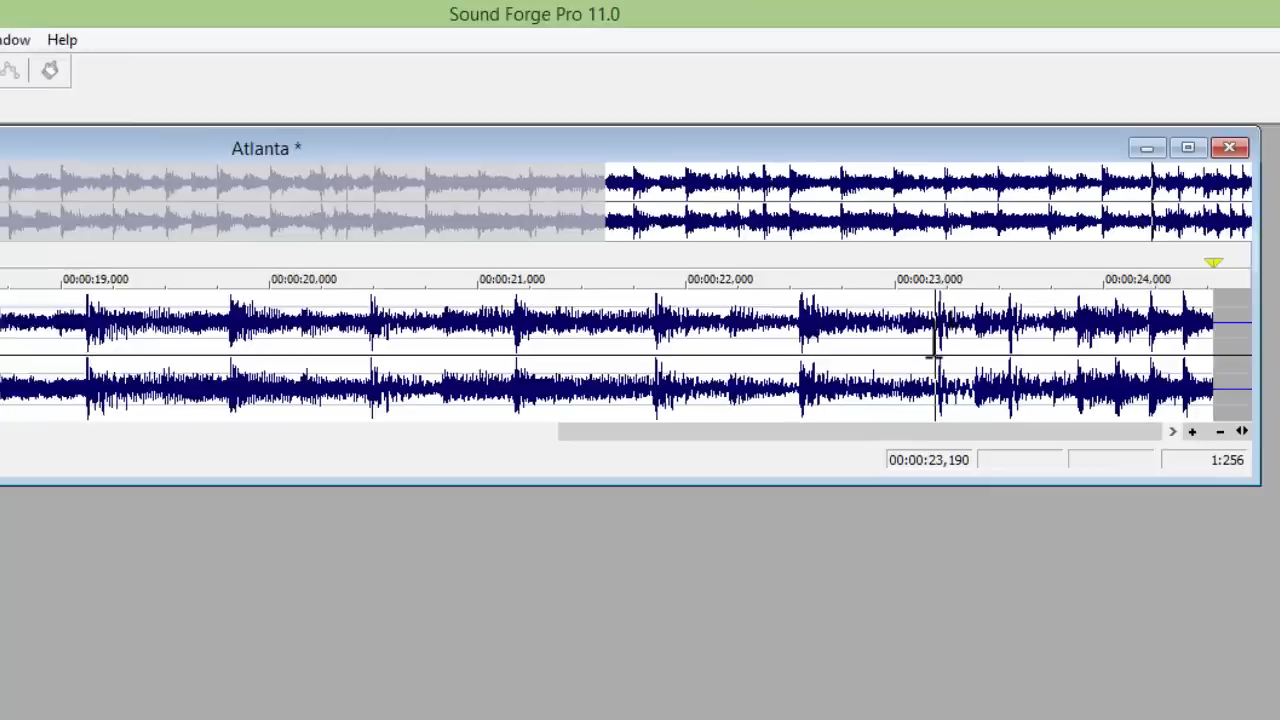 Sound Forge Pro 11.0
ndow Help
Atlanta *
00:00:19,000 00:00:20,000 00:00:21,000 00:00:22,000 00:00:23,000 00:00:24,000
00:00:23,190 1:256